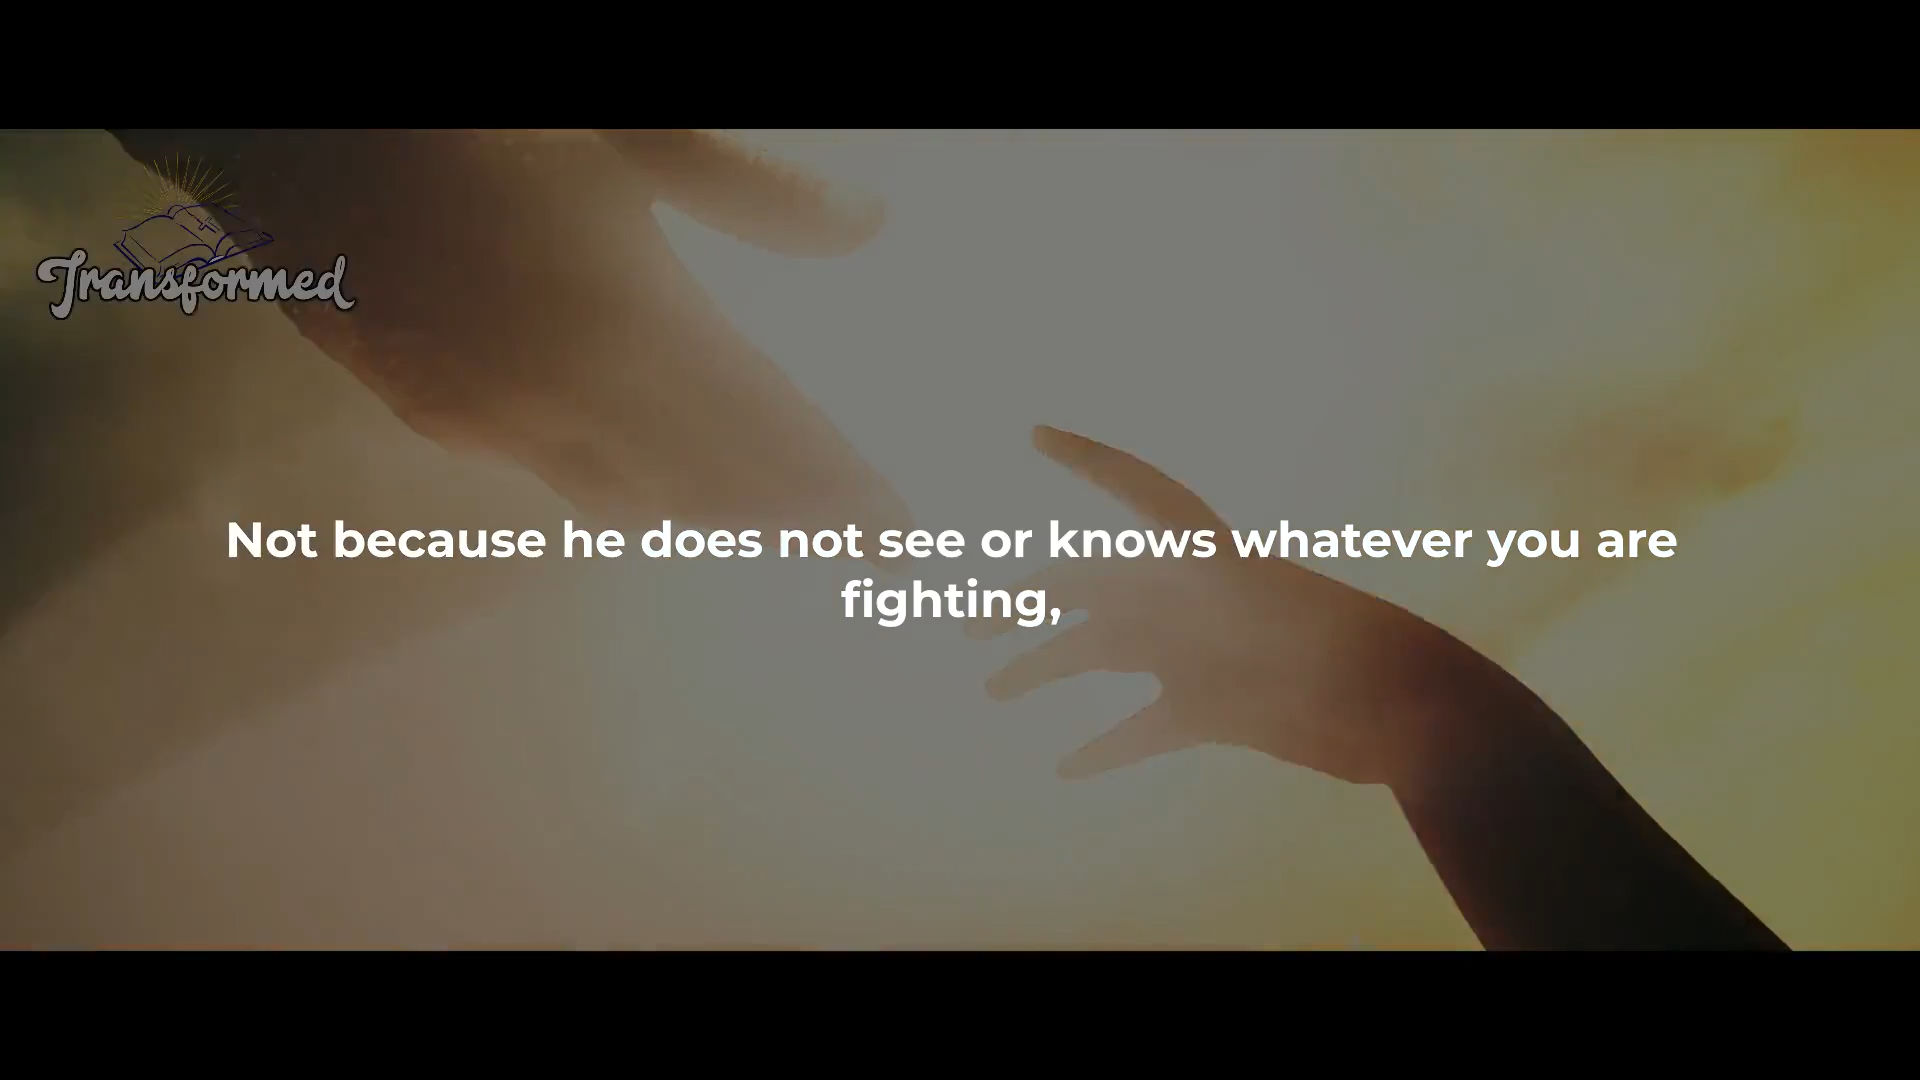 Transformed
Not because he does not see or knows whatever you are
fighting,